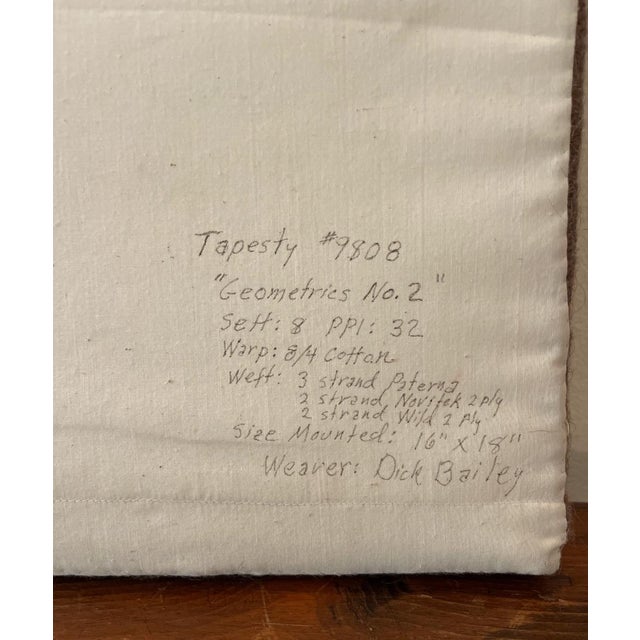 Tapesty #9808
"Geometrics No. 2"
Sett: 8 PPI: 32
Warp: 8/4 Cotton
Weft: 3 strand Paterna
2 strand Novitek 2 ply
2 strand Wild 2 Ply
Size Mounted: 16" X 18"
Weaver: Dick Bailey